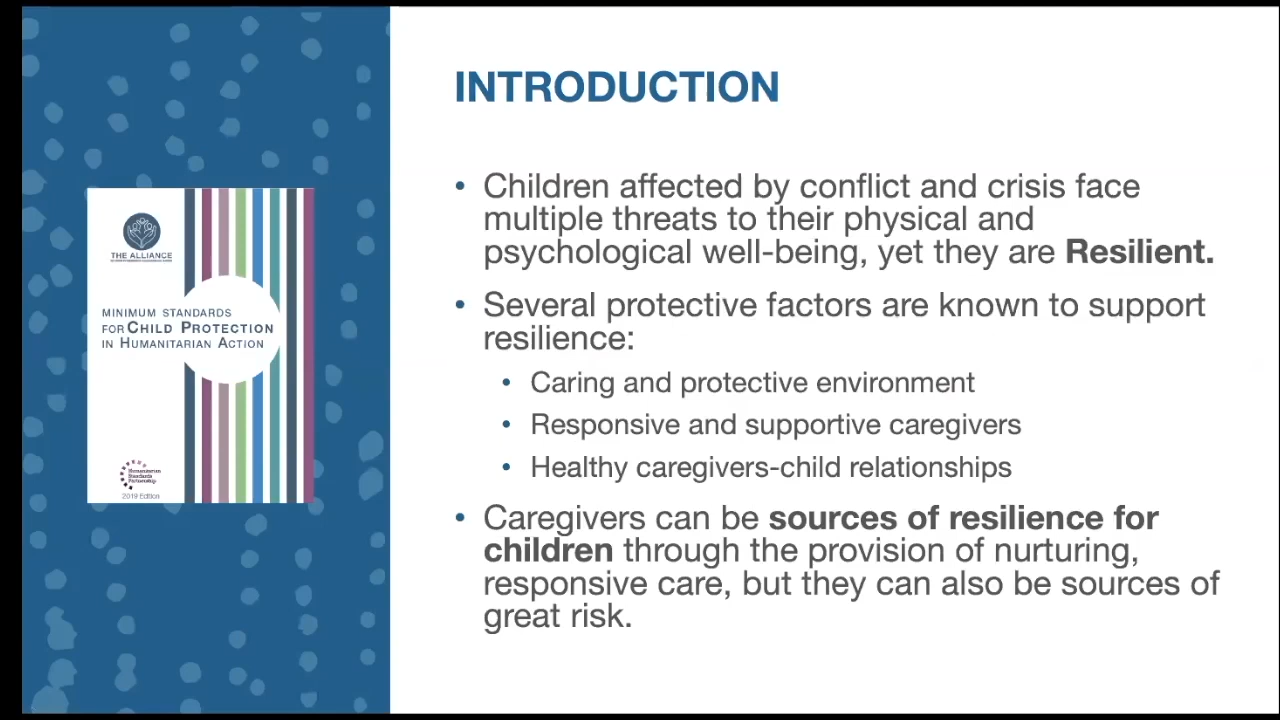 INTRODUCTION
• Children affected by conflict and crisis face
multiple threats to their physical and
psychological well-being, yet they are Resilient.
• Several protective factors are known to support
resilience:
• Caring and protective environment
• Responsive and supportive caregivers
• Healthy caregivers-child relationships
• Caregivers can be sources of resilience for
children through the provision of nurturing,
responsive care, but they can also be sources of
great risk.
THE ALLIANCE
MINIMUM STANDARDS
FOR CHILD PROTECTION
IN HUMANITARIAN ACTION
Humanitarian
Standards
Partnership
2019 Edition